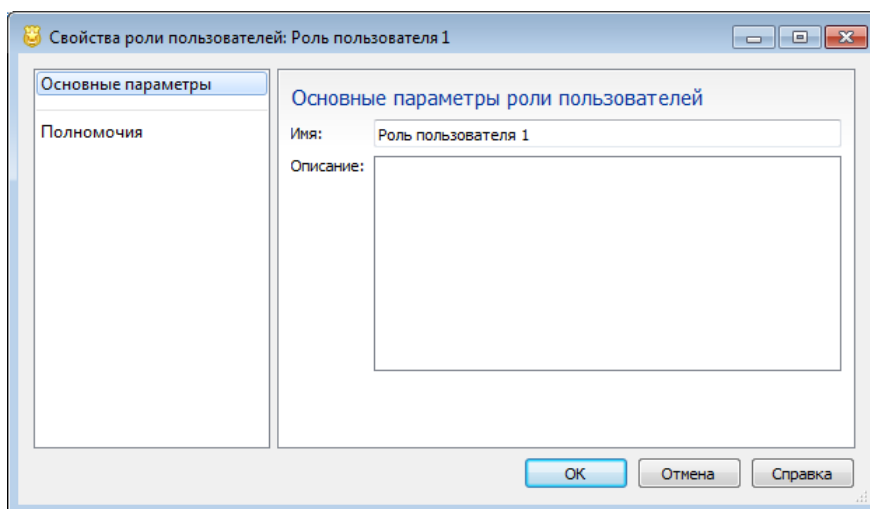 Свойства роли пользователей: Роль пользователя 1
Основные параметры
Полномочия
Основные параметры роли пользователей
Имя: Роль пользователя 1
Описание:
ОК Отмена Справка